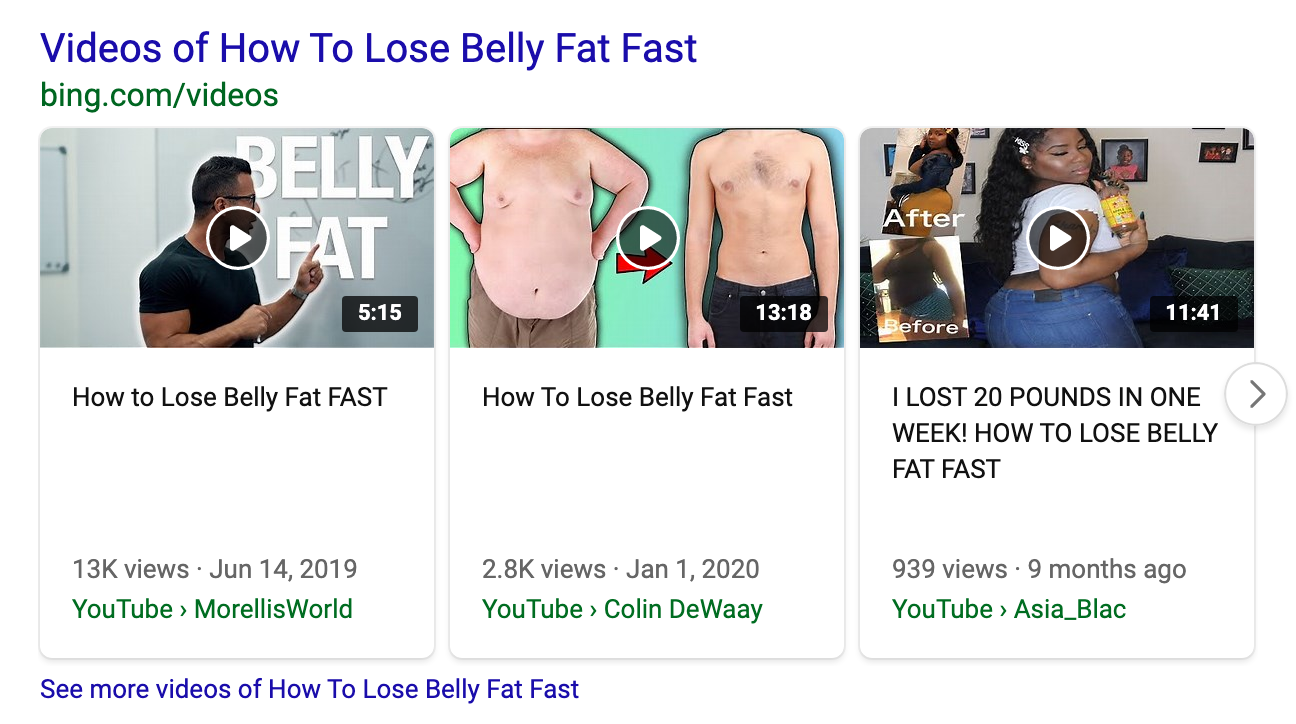 Videos of How To Lose Belly Fat Fast
bing.com/videos
BELLY
FAT
5:15
13:18
After
Before
11:41
How to Lose Belly Fat FAST
13K views · Jun 14, 2019
YouTube › MorellisWorld
How To Lose Belly Fat Fast
2.8K views · Jan 1, 2020
YouTube › Colin DeWaay
I LOST 20 POUNDS IN ONE
WEEK! HOW TO LOSE BELLY
FAT FAST
939 views · 9 months ago
YouTube › Asia_Blac
See more videos of How To Lose Belly Fat Fast